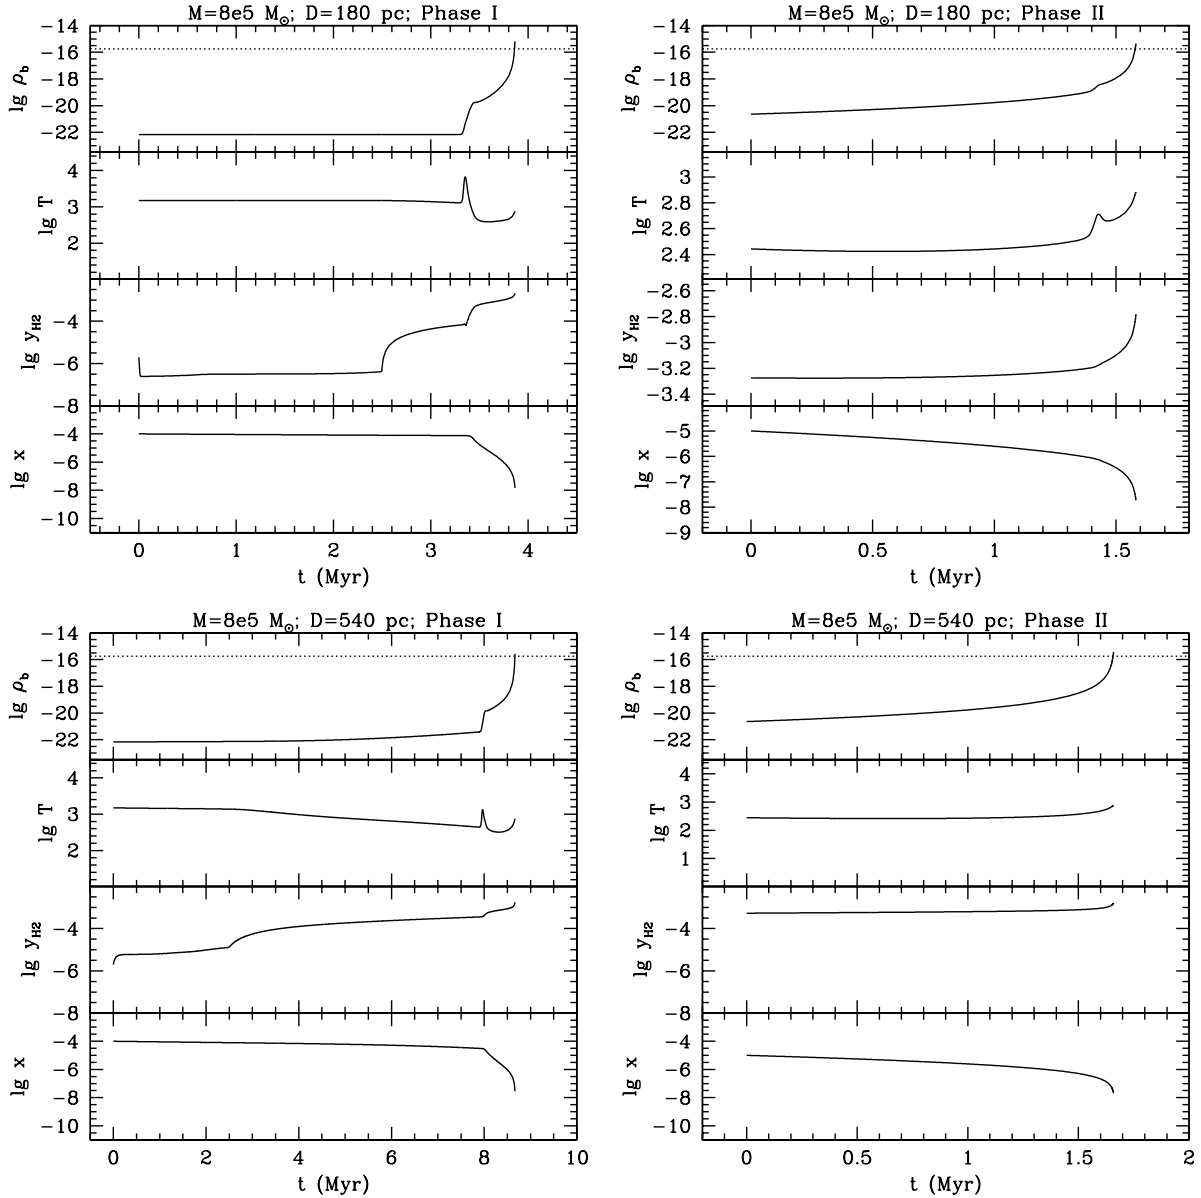 M=8e5 M⊙; D=180 pc; Phase I
−14
−16
−18
−20
−22
lg ρb
4
3
2
lg T
−4
−6
−8
lg yH2
−4
−6
−8
−10
lg x
0 1 2 3 4
t (Myr)
M=8e5 M⊙; D=180 pc; Phase II
−14
−16
−18
−20
−22
lg ρb
3
2.8
2.6
2.4
lg T
−2.6
−2.8
−3
−3.2
−3.4
lg yH2
−5
−6
−7
−8
−9
lg x
0 0.5 1 1.5
t (Myr)
M=8e5 M⊙; D=540 pc; Phase I
−14
−16
−18
−20
−22
lg ρb
4
3
2
lg T
−4
−6
−8
lg yH2
−4
−6
−8
−10
lg x
0 2 4 6 8 10
t (Myr)
M=8e5 M⊙; D=540 pc; Phase II
−14
−16
−18
−20
−22
lg ρb
4
3
2
1
lg T
−4
−6
−8
lg yH2
−4
−6
−8
−10
lg x
0 0.5 1 1.5 2
t (Myr)